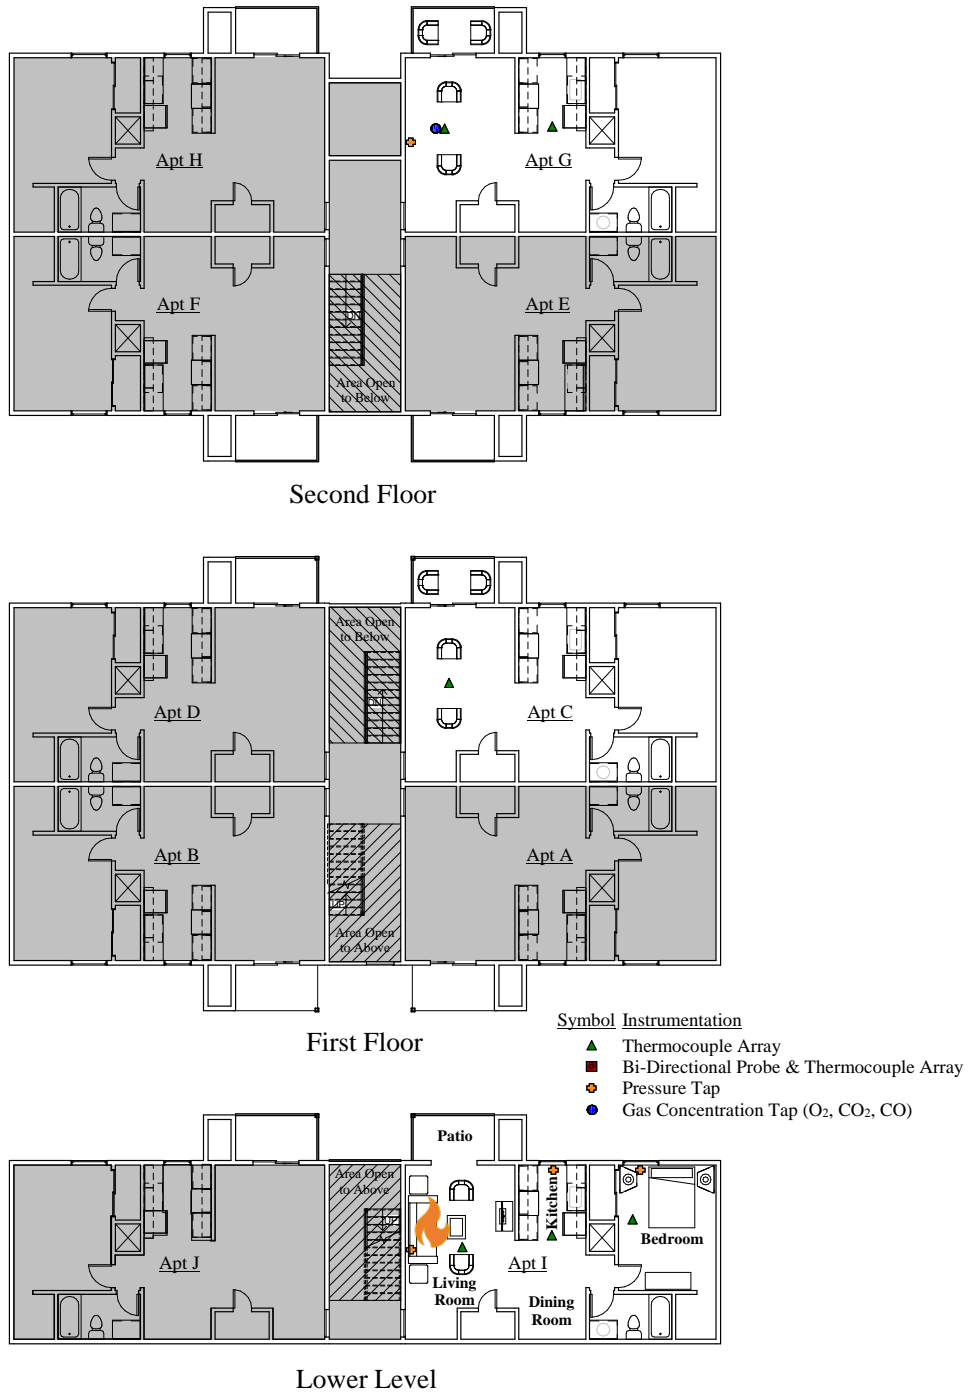 Apt H
Apt G
Apt F
Apt E
DN
Area Open
to Below
Second Floor
Area Open
to Below
DN
Apt D
Apt C
Apt B
Apt A
UP
Area Open
to Above
First Floor
Symbol Instrumentation
Thermocouple Array
Bi-Directional Probe & Thermocouple Array
Pressure Tap
Gas Concentration Tap (O₂, CO₂, CO)
Patio
Area Open
to Above
UP
Kitchen
Bedroom
Apt J
Apt I
Living
Room
Dining
Room
Lower Level